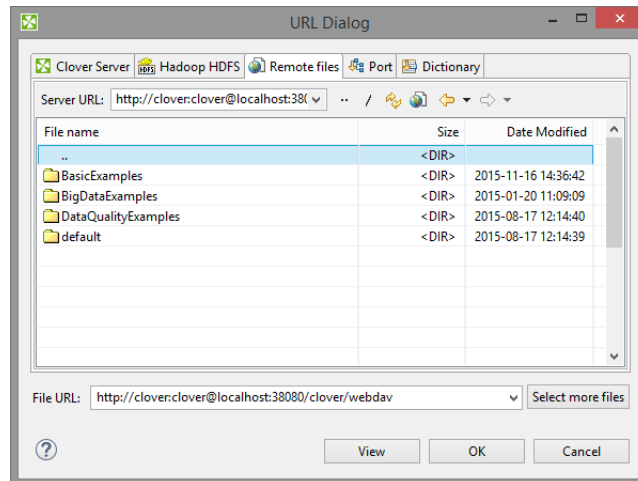 URL Dialog
Clover Server HDFS Hadoop HDFS Remote files Port Dictionary
Server URL: http://clover:clover@localhost:38( .. /
File name Size Date Modified
.. <DIR>
BasicExamples <DIR> 2015-11-16 14:36:42
BigDataExamples <DIR> 2015-01-20 11:09:09
DataQualityExamples <DIR> 2015-08-17 12:14:40
default <DIR> 2015-08-17 12:14:39
File URL: http://clover:clover@localhost:38080/clover/webdav Select more files
? View OK Cancel